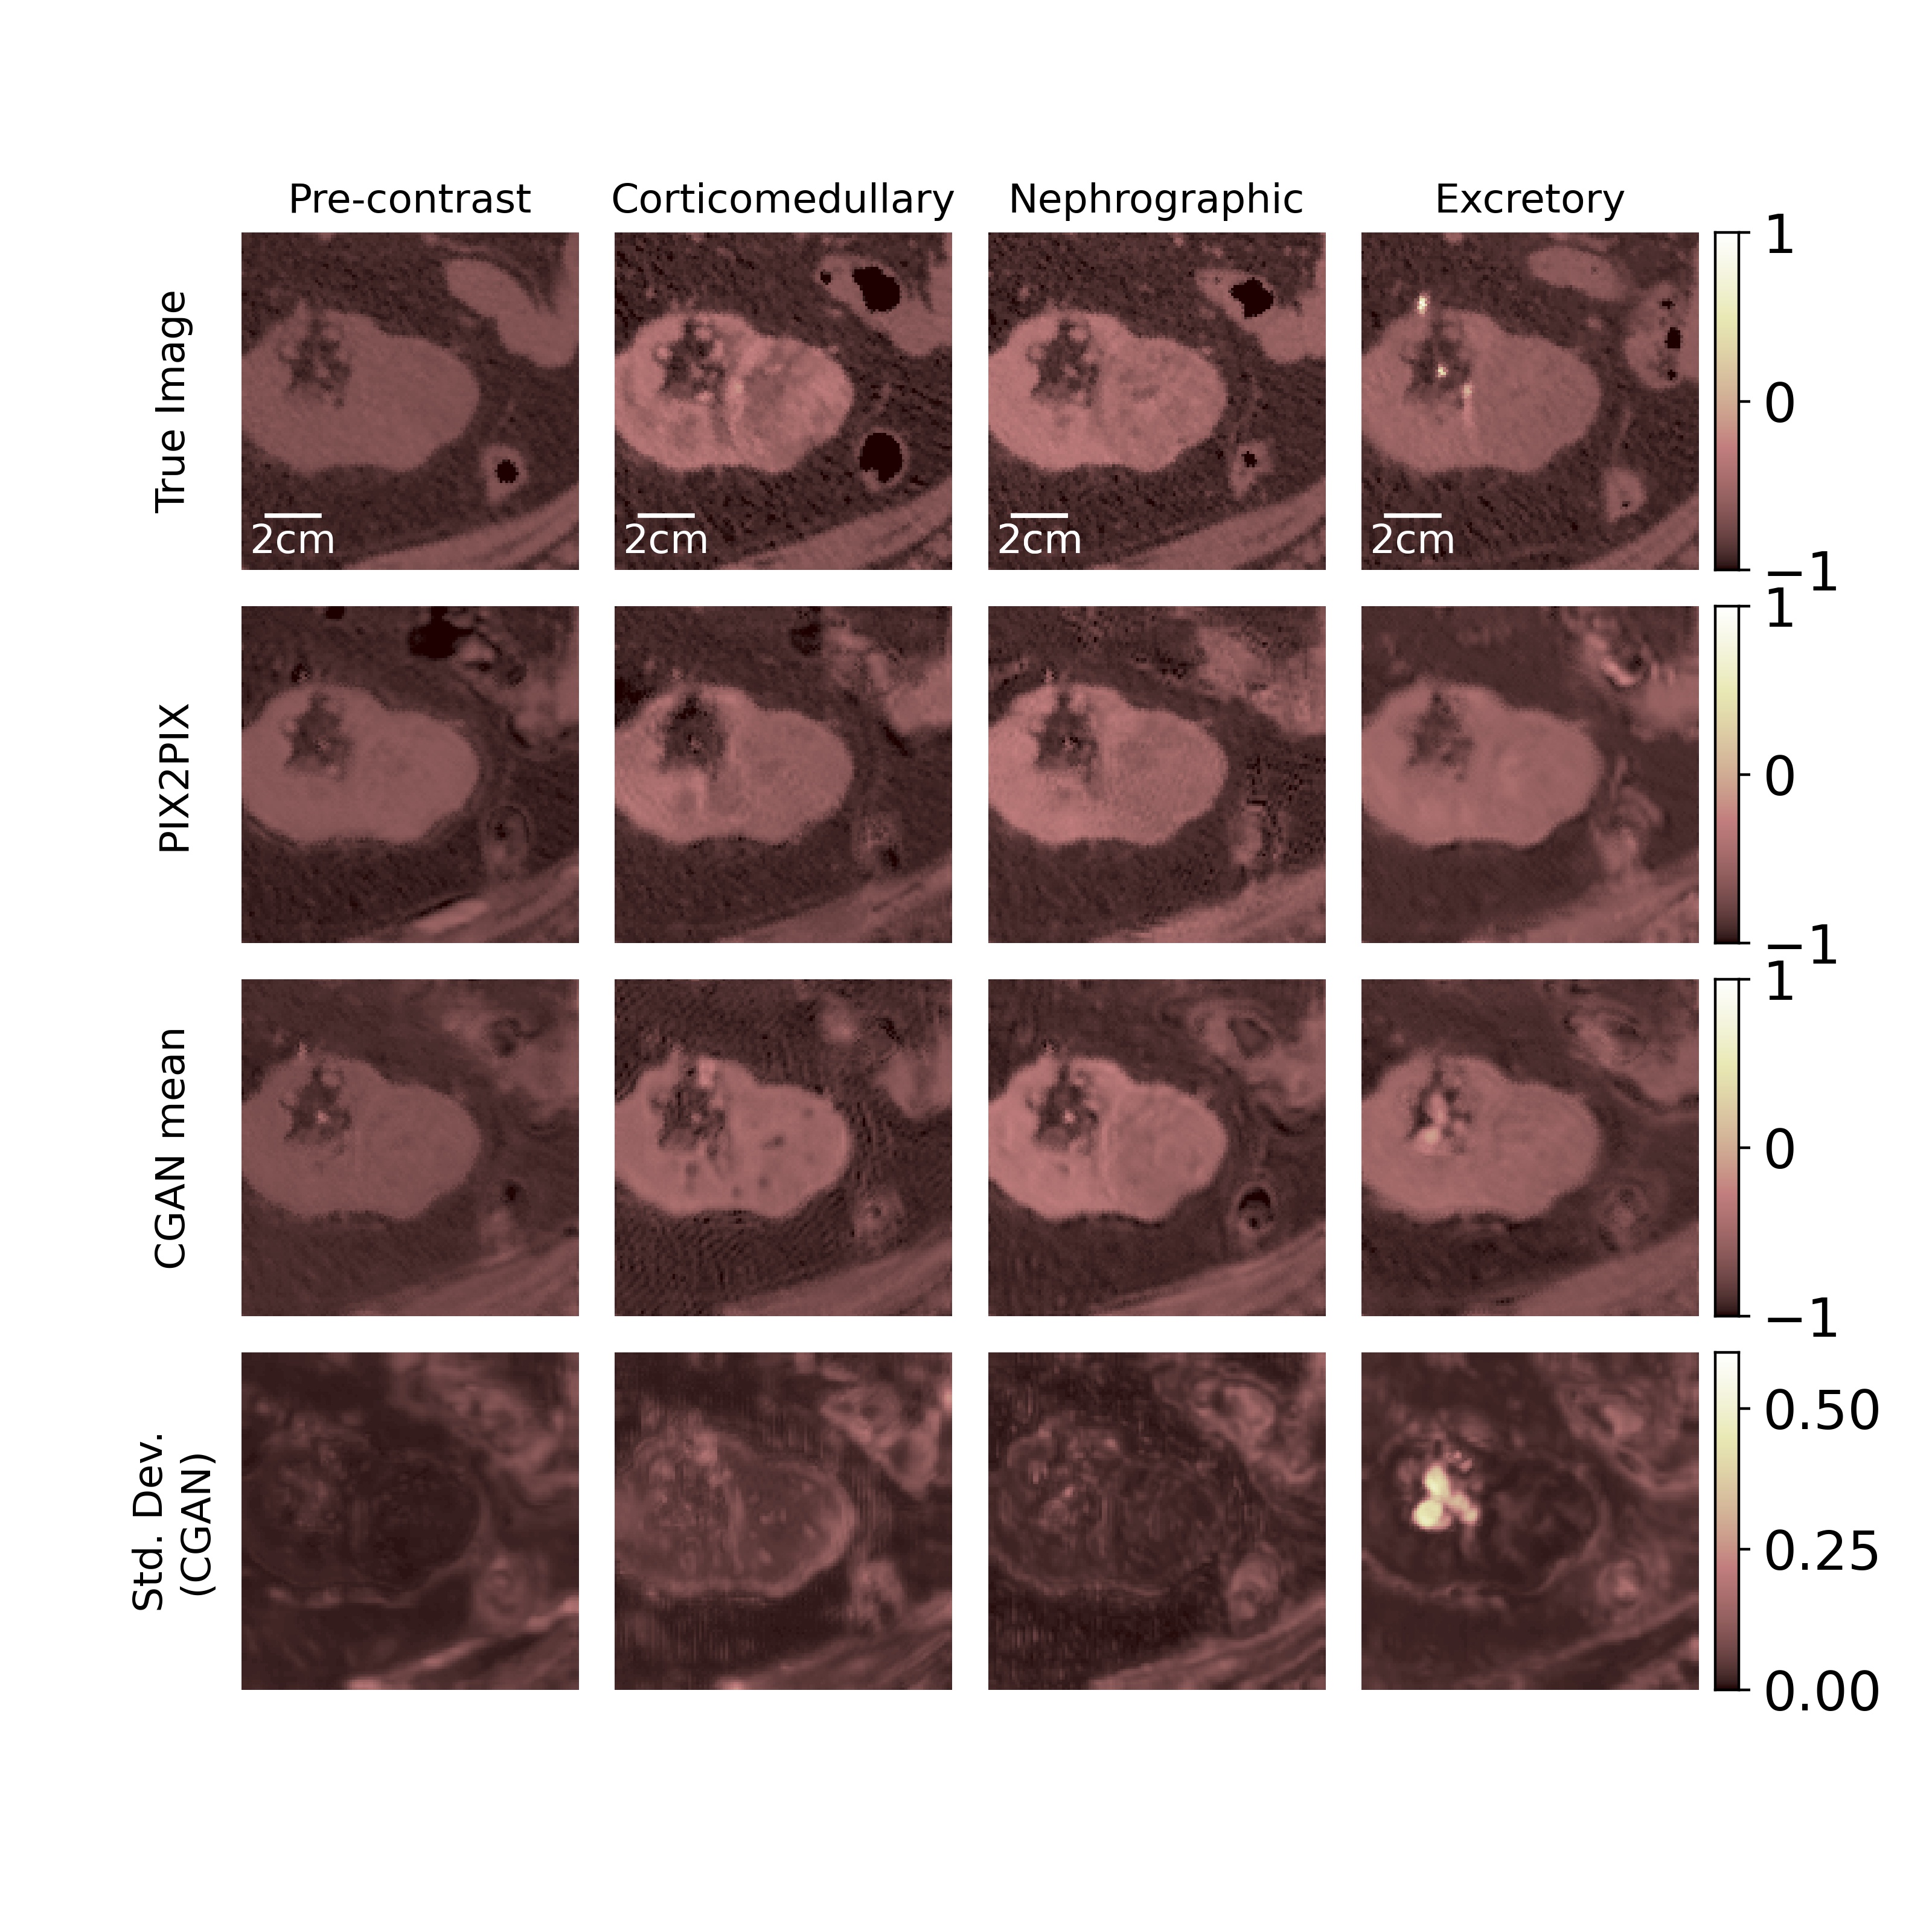 Pre-contrast Corticomedullary Nephrographic Excretory
True Image
2cm 2cm 2cm 2cm
1
0
−1
PIX2PIX
1
0
−1
CGAN mean
1
0
−1
Std. Dev.
(CGAN)
0.50
0.25
0.00